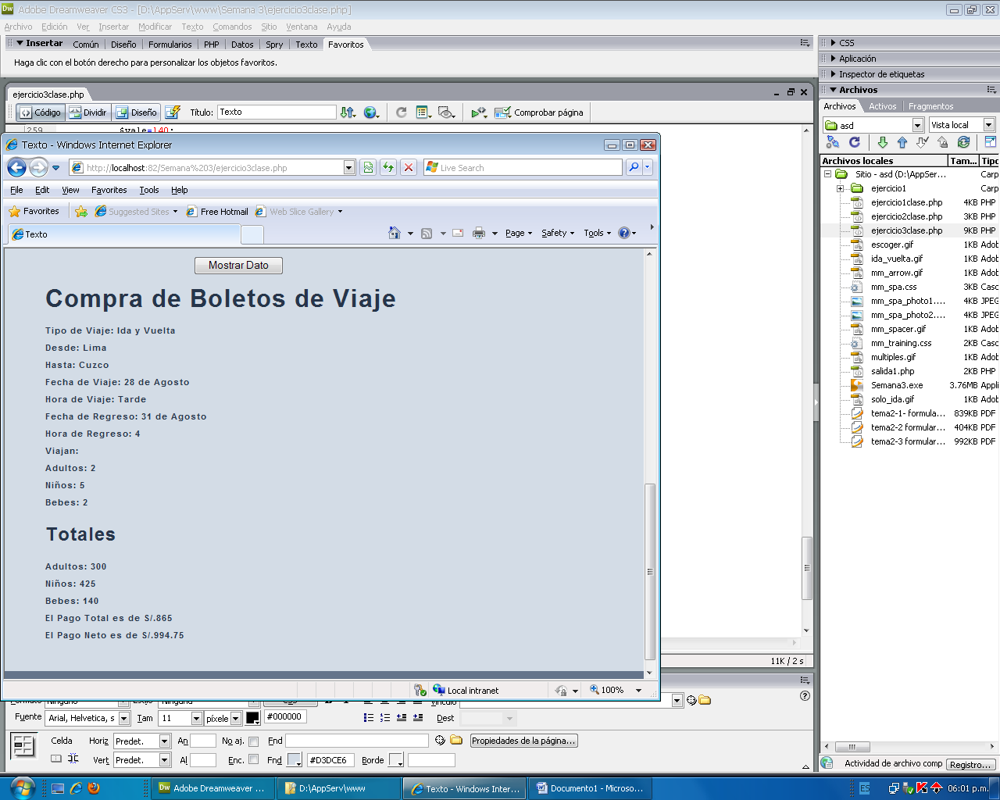 Adobe Dreamweaver CS3 - [D:\AppServ\www\Semana 3\ejercicio3clase.php]
Archivo Edición Ver Insertar Modificar Texto Comandos Sitio Ventana Ayuda
Insertar Común Diseño Formularios PHP Datos Spry Texto Favoritos
Haga clic con el botón derecho para personalizar los objetos favoritos.
ejercicio3clase.php
Código Dividir Diseño Título: Texto Comprobar página
259 $vale=140;
Texto - Windows Internet Explorer
http://localhost:82/Semana%203/ejercicio3clase.php
Live Search
File Edit View Favorites Tools Help
Favorites Suggested Sites Free Hotmail Web Slice Gallery
Texto
Page Safety Tools
Mostrar Dato
Compra de Boletos de Viaje
Tipo de Viaje: Ida y Vuelta
Desde: Lima
Hasta: Cuzco
Fecha de Viaje: 28 de Agosto
Hora de Viaje: Tarde
Fecha de Regreso: 31 de Agosto
Hora de Regreso: 4
Viajan:
Adultos: 2
Niños: 5
Bebes: 2
Totales
Adultos: 300
Niños: 425
Bebes: 140
El Pago Total es de S/.865
El Pago Neto es de S/.994.75
Local intranet
100%
11K / 2 s
CSS
Aplicación
Inspector de etiquetas
Archivos
Archivos Activos Fragmentos
asd Vista local
Archivos locales Tam... Tipo
Sitio - asd (D:\AppSer... Carp
ejercicio1 Carp
ejercicio1clase.php 4KB PHP
ejercicio2clase.php 3KB PHP
ejercicio3clase.php 9KB PHP
escoger.gif 1KB Adol
ida_vuelta.gif 1KB Adol
mm_arrow.gif 1KB Adol
mm_spa.css 3KB Casc
mm_spa_photo1.... 4KB JPEG
mm_spa_photo2.... 4KB JPEG
mm_spacer.gif 1KB Adol
mm_training.css 2KB Casc
multiples.gif 1KB Adol
salida1.php 2KB PHP
Semana3.exe 3.76MB Appli
solo_ida.gif 1KB Adol
tema2-1- formula... 839KB PDF
tema2-2 formular... 404KB PDF
tema2-3 formular... 992KB PDF
Actividad de archivo comp Registro...
Vínculo
Fuente Arial, Helvetica, s Tam 11 píxele #000000 Dest
Celda Horiz Predet. An No aj. Fnd Propiedades de la página...
Vert Predet. Al Enc. Fnd #D3DCE6 Borde
Adobe Dreamweaver ... D:\AppServ\www Texto - Windows Inter... Documento1 - Microso...
ES 06:01 p.m.